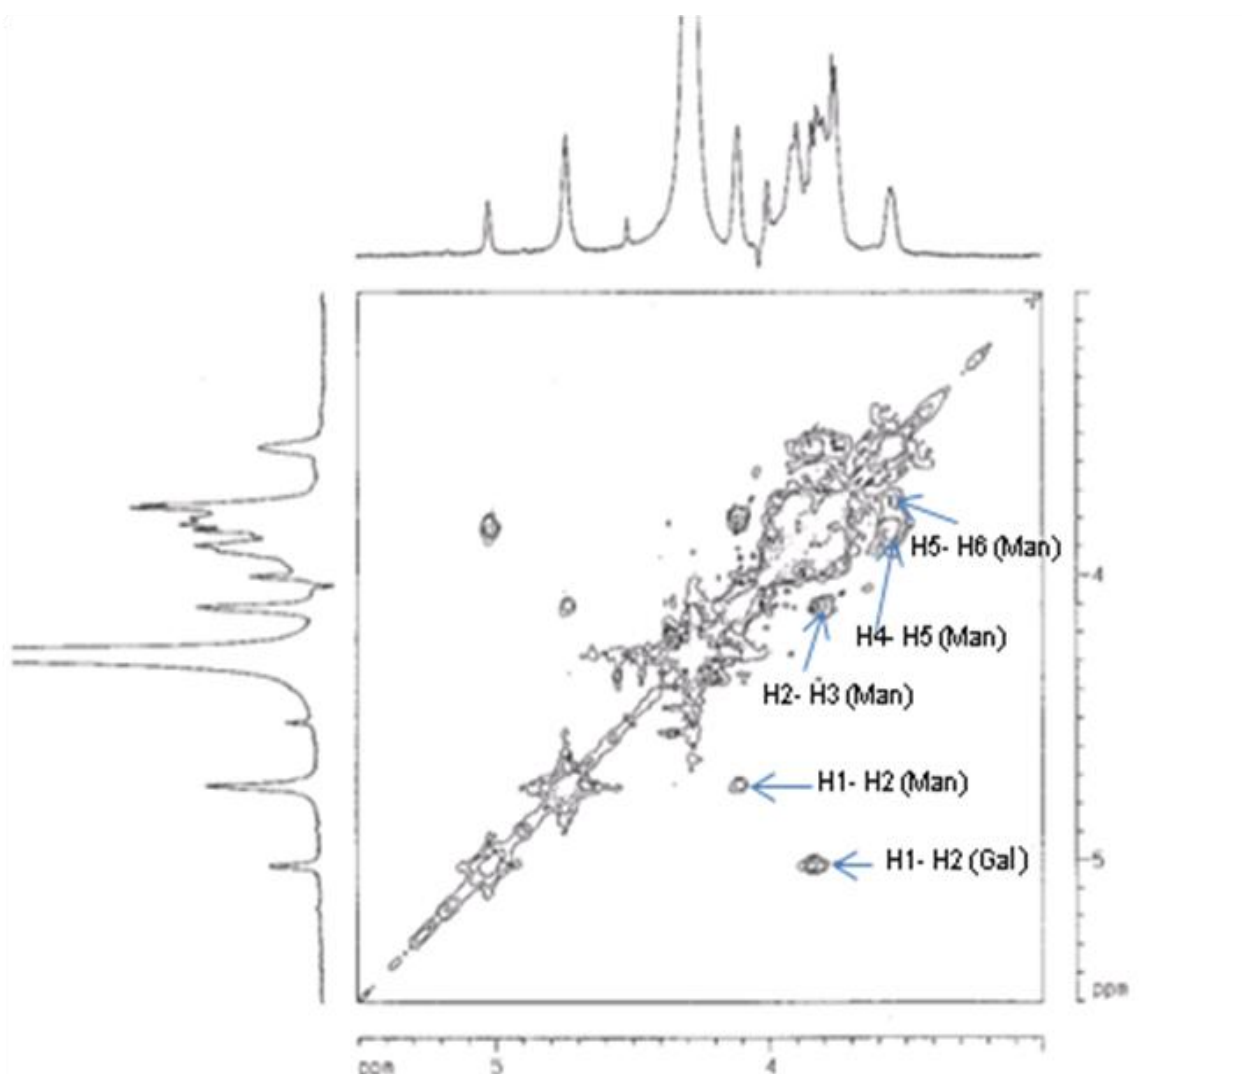 H5- H6 (Man)
4
H4- H5 (Man)
H2- H3 (Man)
H1- H2 (Man)
H1- H2 (Gal)
5
ppm
ppm 5 4